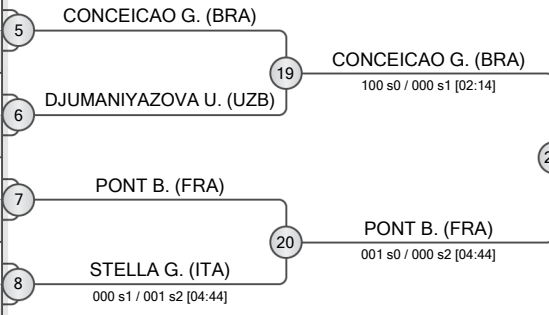 CONCEICAO G. (BRA)
5
19
CONCEICAO G. (BRA)
100 s0 / 000 s1 [02:14]
DJUMANIYAZOVA U. (UZB)
6
PONT B. (FRA)
7
20
PONT B. (FRA)
001 s0 / 000 s2 [04:44]
STELLA G. (ITA)
8
000 s1 / 001 s2 [04:44]